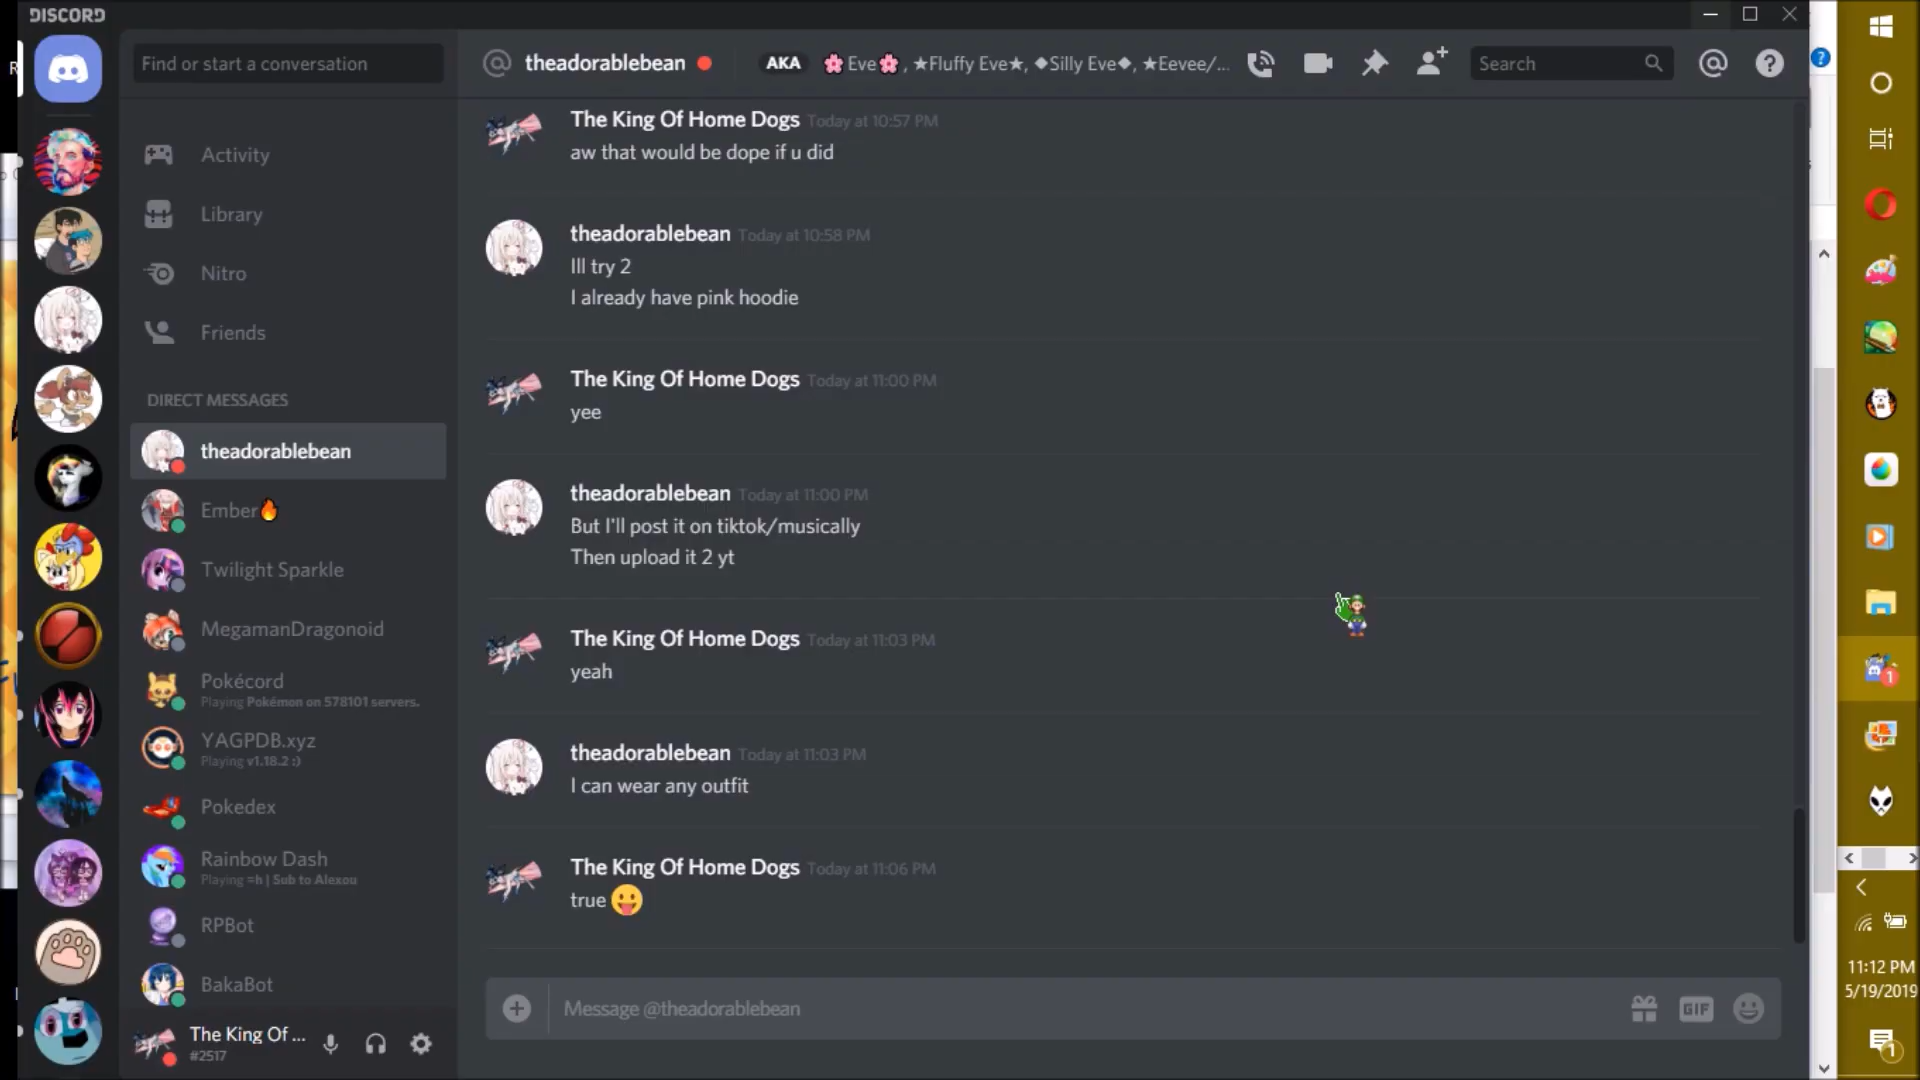 DISCORD
Find or start a conversation
theadorablebean
AKA
Eve🌸, ★Fluffy Eve★, ◆Silly Eve◆, ★Eevee/...
Search
Activity
Library
Nitro
Friends
DIRECT MESSAGES
theadorablebean
Ember🔥
Twilight Sparkle
MegamanDragonoid
Pokécord
Playing Pokémon on 578101 servers.
YAGPDB.xyz
Playing v1.18.2 :)
Pokedex
Rainbow Dash
Playing =h | Sub to Alexou
RPBot
BakaBot
The King Of ...
#2517
The King Of Home Dogs Today at 10:57 PM
aw that would be dope if u did
theadorablebean Today at 10:58 PM
Ill try 2
I already have pink hoodie
The King Of Home Dogs Today at 11:00 PM
yee
theadorablebean Today at 11:00 PM
But I'll post it on tiktok/musically
Then upload it 2 yt
The King Of Home Dogs Today at 11:03 PM
yeah
theadorablebean Today at 11:03 PM
I can wear any outfit
The King Of Home Dogs Today at 11:06 PM
true 😛
Message @theadorablebean
GIF
1
11:12 PM
5/19/2019
1